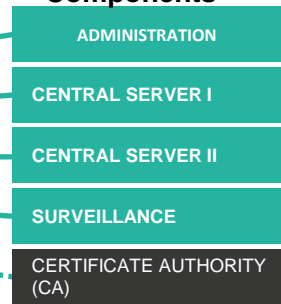 Components
ADMINISTRATION
CENTRAL SERVER I
CENTRAL SERVER II
SURVEILLANCE
CERTIFICATE AUTHORITY
(CA)